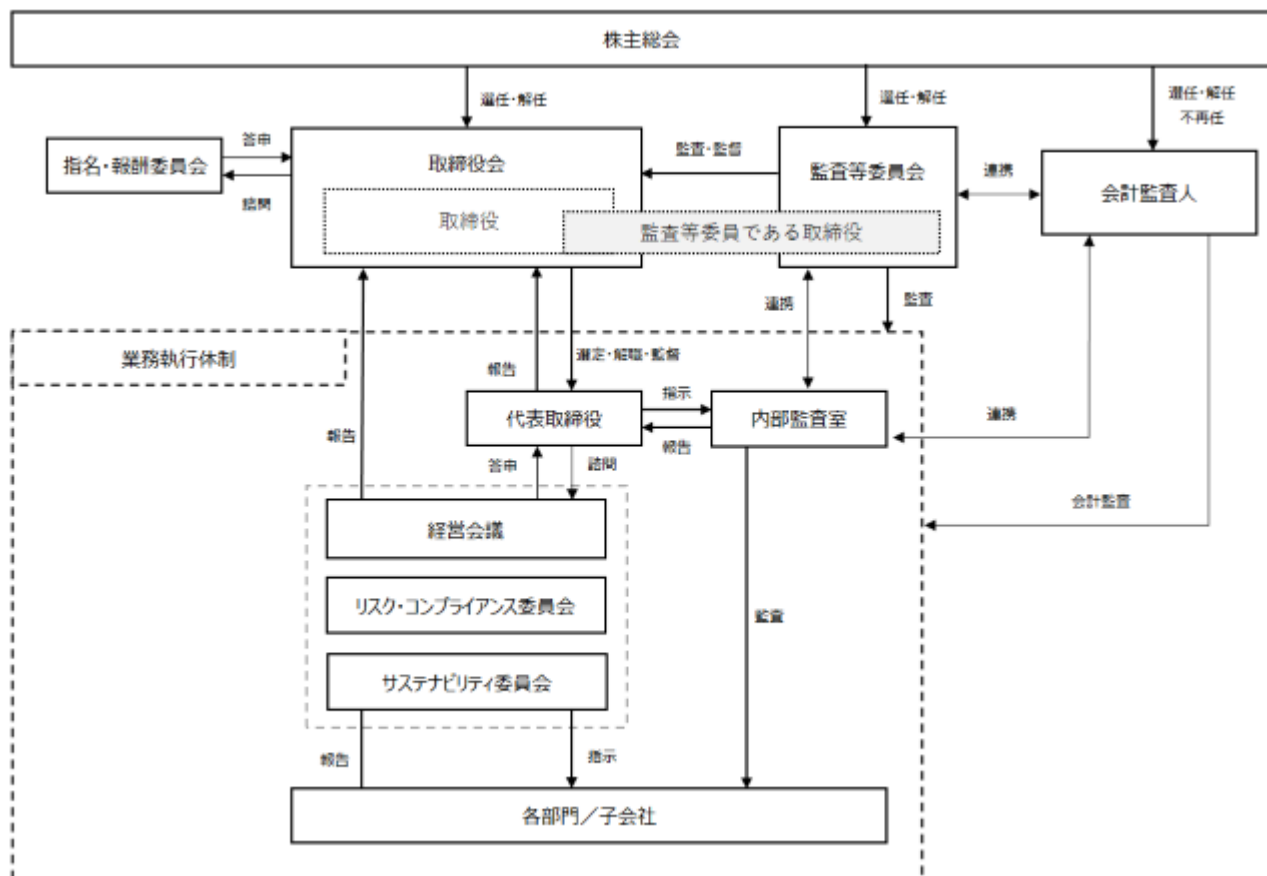 株主総会
選任・解任
選任・解任
選任・解任
不再任
指名・報酬委員会
答申
諮問
取締役会
取締役
監査・監督
監査等委員会
監査等委員である取締役
連携
会計監査人
業務執行体制
報告
報告
選定・解職・監督
連携
監査
代表取締役
指示
報告
内部監査室
連携
答申
諮問
経営会議
リスク・コンプライアンス委員会
サステナビリティ委員会
会計監査
監査
報告
指示
各部門／子会社